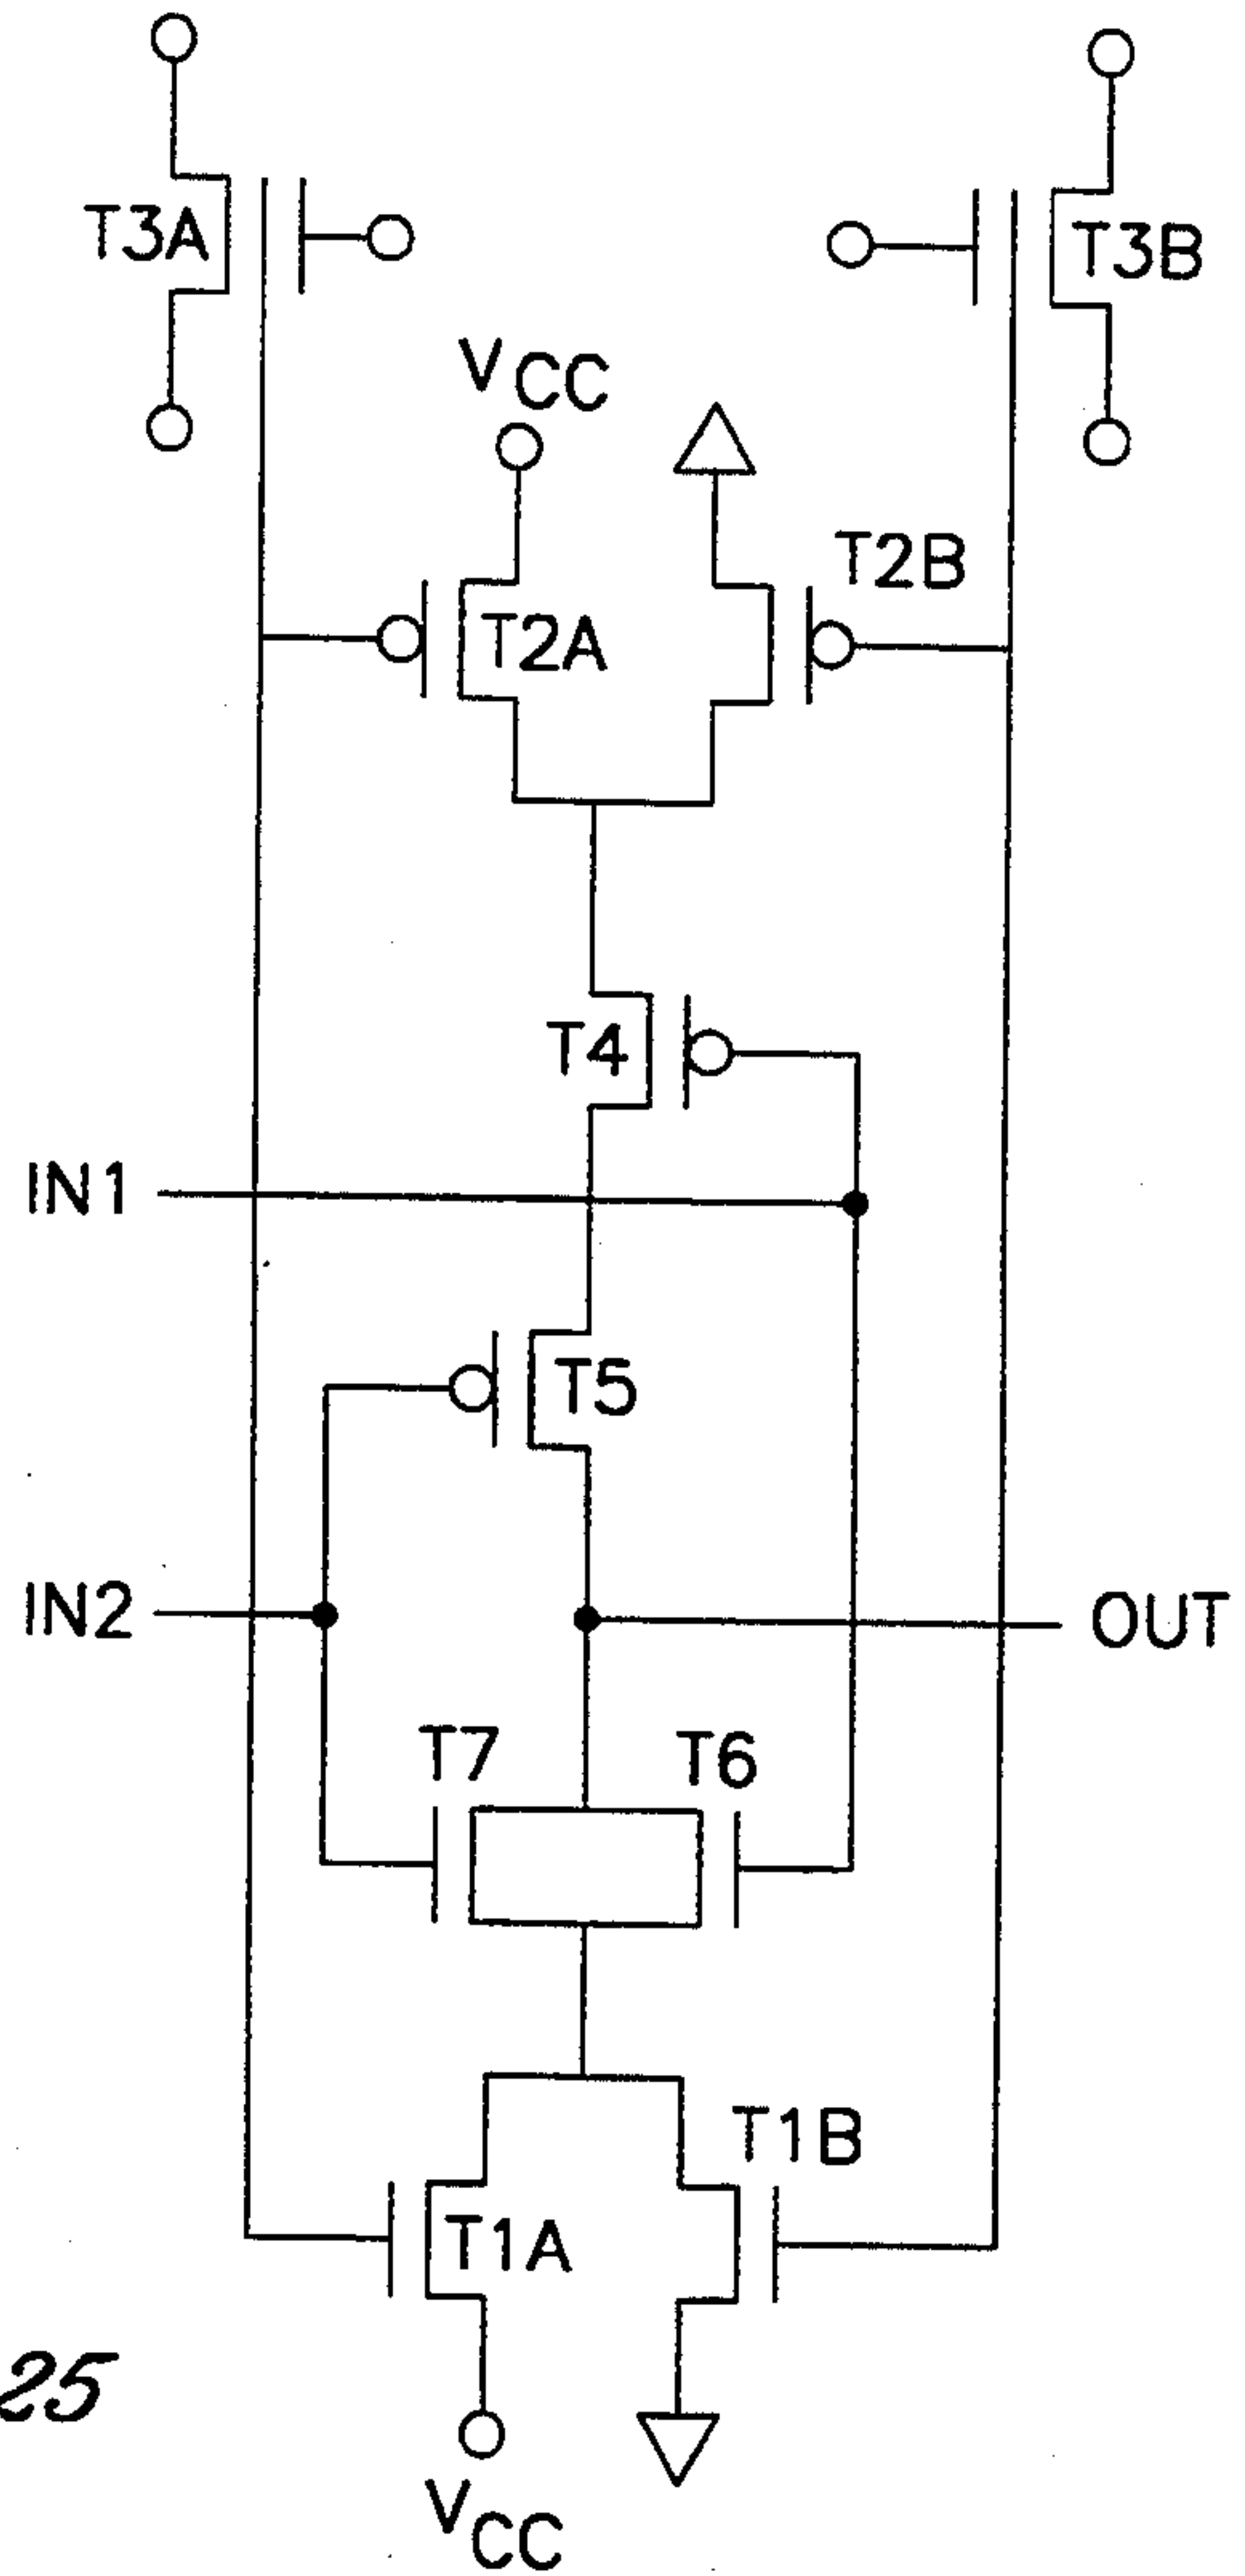 T3A
T3B
VCC
T2B
T2A
T4
IN1
T5
IN2
OUT
T7
T6
T1B
T1A
25
VCC